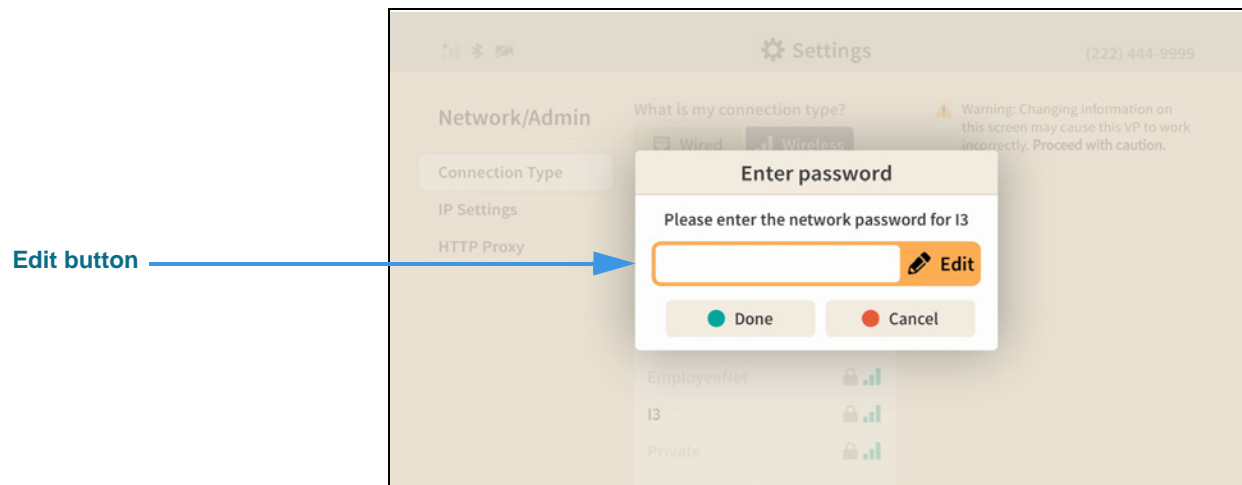 Settings
(222) 444-9999
Network/Admin
What is my connection type?
Wired
Wireless
Warning: Changing information on
this screen may cause this VP to work
incorrectly. Proceed with caution.
Connection Type
IP Settings
HTTP Proxy
Edit button
Enter password
Please enter the network password for I3
Edit
Done
Cancel
EmployeeNet
I3
Private